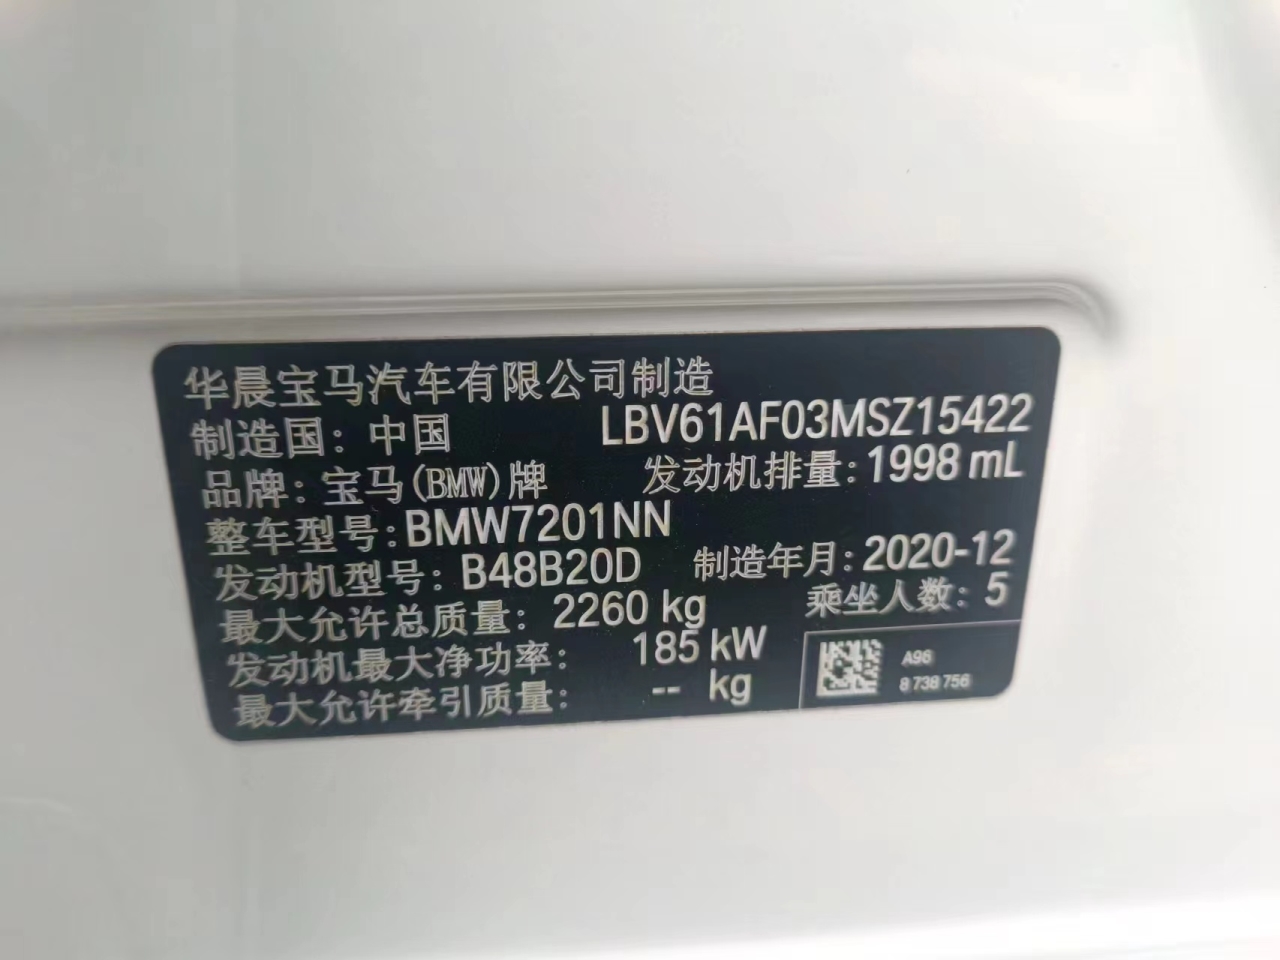 华晨宝马汽车有限公司制造
制造国：中国 LBV61AF03MSZ15422
品牌：宝马(BMW)牌 发动机排量：1998 mL
整车型号：BMW7201NN
发动机型号：B48B20D 制造年月：2020-12
最大允许总质量：2260 kg 乘坐人数：5
发动机最大净功率：185 kW
最大允许牵引质量：-- kg
A96
8 738 756